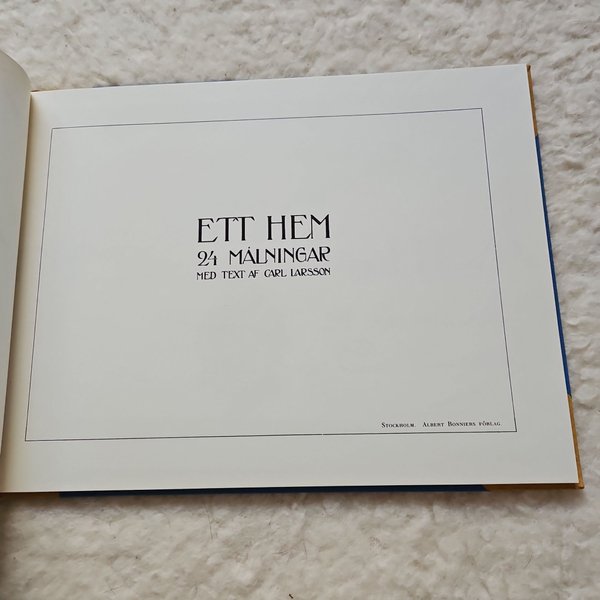 ETT HEM
24 MÅLNINGAR
MED TEXT AF CARL LARSSON
STOCKHOLM. ALBERT BONNIERS FÖRLAG